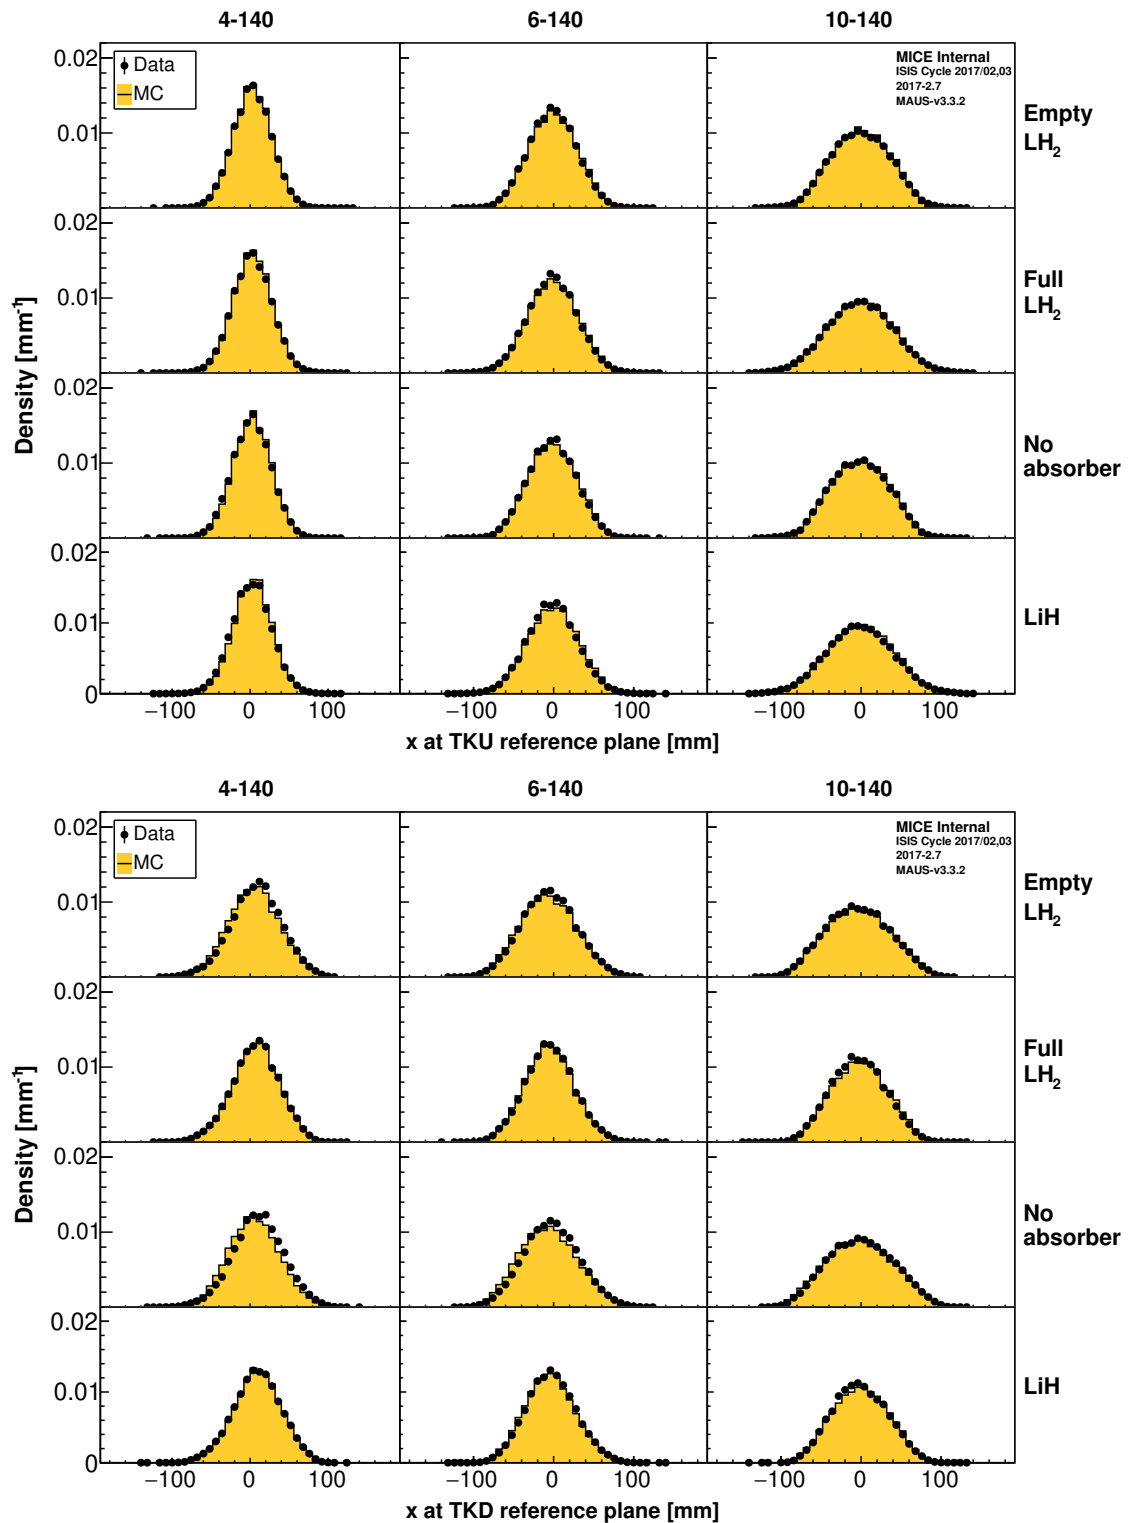 4-140 6-140 10-140
0.02 Data MICE Internal
MC ISIS Cycle 2017/02,03
2017-2.7
MAUS-v3.3.2
Empty
0.01 LH2
0.02
Full
0.01 LH2
0.02
No
0.01 absorber
0.02
0.01 LiH
0
Density [mm-1]
−100 0 100 −100 0 100 −100 0 100
x at TKU reference plane [mm]
4-140 6-140 10-140
0.02 Data MICE Internal
MC ISIS Cycle 2017/02,03
2017-2.7
MAUS-v3.3.2
Empty
0.01 LH2
0.02
Full
0.01 LH2
0.02
No
0.01 absorber
0.02
0.01 LiH
0
Density [mm-1]
−100 0 100 −100 0 100 −100 0 100
x at TKD reference plane [mm]